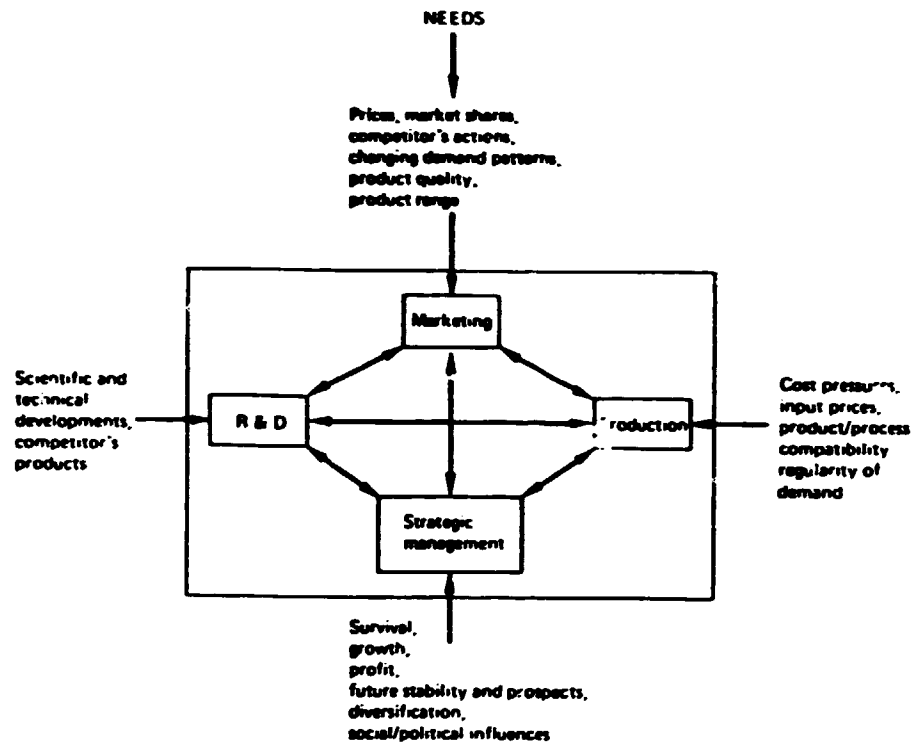 NEEDS
Prices, market shares,
competitor's actions,
changing demand patterns,
product quality,
product range
Marketing
Scientific and
technical
developments,
competitor's
products
R & D
Production
Cost pressures,
input prices,
product/process
compatibility
regularity of
demand
Strategic
management
Survival,
growth,
profit,
future stability and prospects,
diversification,
social/political influences